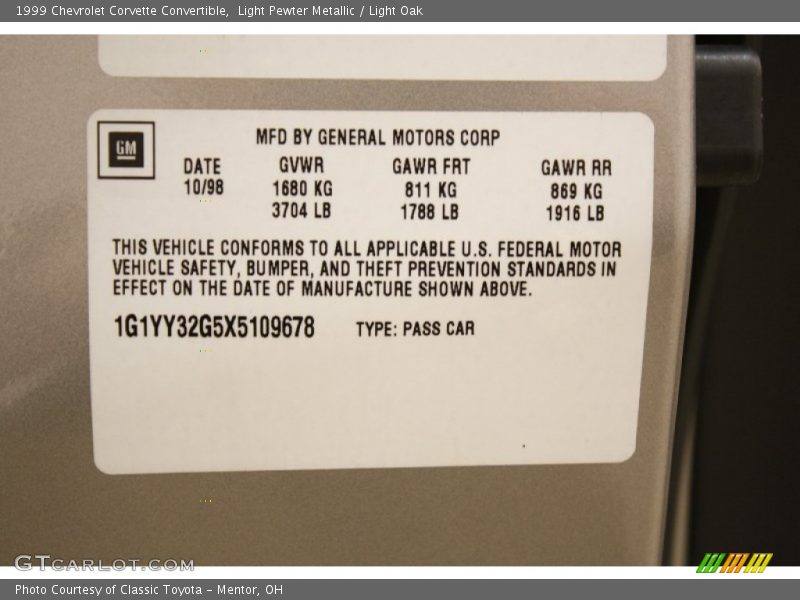 1999 Chevrolet Corvette Convertible,  Light Pewter Metallic / Light Oak
GM
MFD BY GENERAL MOTORS CORP
DATE GVWR GAWR FRT GAWR RR
10/98 1680 KG 811 KG 869 KG
3704 LB 1788 LB 1916 LB
THIS VEHICLE CONFORMS TO ALL APPLICABLE U.S. FEDERAL MOTOR
VEHICLE SAFETY, BUMPER, AND THEFT PREVENTION STANDARDS IN
EFFECT ON THE DATE OF MANUFACTURE SHOWN ABOVE.
1G1YY32G5X5109678 TYPE: PASS CAR
GTCARLOT.COM
Photo Courtesy of Classic Toyota - Mentor, OH